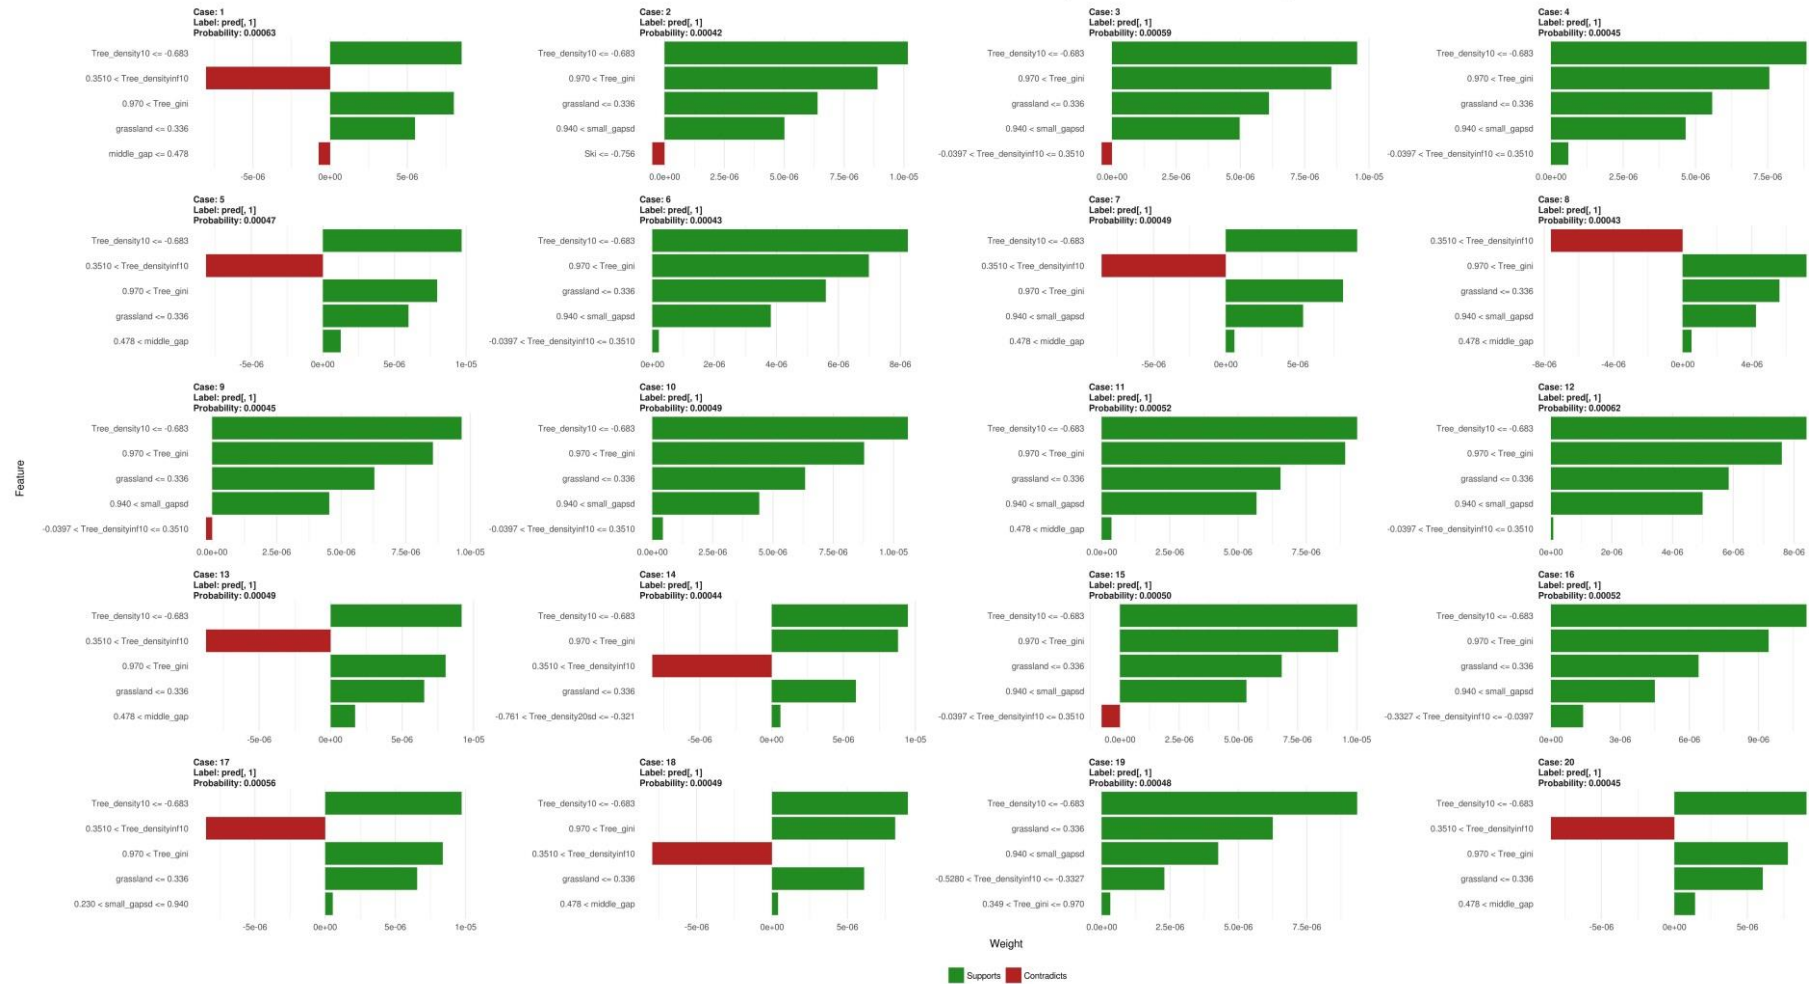 Case: 1
Label: pred[, 1]
Probability: 0.00063
Tree_density10 <= -0.683
0.3510 < Tree_densityinf10
0.970 < Tree_gini
grassland <= 0.336
middle_gap <= 0.478
-5e-06 0e+00 5e-06
Case: 2
Label: pred[, 1]
Probability: 0.00042
Tree_density10 <= -0.683
0.970 < Tree_gini
grassland <= 0.336
0.940 < small_gapsd
Ski <= -0.756
0.0e+00 2.5e-06 5.0e-06 7.5e-06 1.0e-05
Case: 3
Label: pred[, 1]
Probability: 0.00059
Tree_density10 <= -0.683
0.970 < Tree_gini
grassland <= 0.336
0.940 < small_gapsd
-0.0397 < Tree_densityinf10 <= 0.3510
0.0e+00 2.5e-06 5.0e-06 7.5e-06 1.0e-05
Case: 4
Label: pred[, 1]
Probability: 0.00045
Tree_density10 <= -0.683
0.970 < Tree_gini
grassland <= 0.336
0.940 < small_gapsd
-0.0397 < Tree_densityinf10 <= 0.3510
0.0e+00 2.5e-06 5.0e-06 7.5e-06
Case: 5
Label: pred[, 1]
Probability: 0.00047
Tree_density10 <= -0.683
0.3510 < Tree_densityinf10
0.970 < Tree_gini
grassland <= 0.336
0.478 < middle_gap
-5e-06 0e+00 5e-06 1e-05
Case: 6
Label: pred[, 1]
Probability: 0.00043
Tree_density10 <= -0.683
0.970 < Tree_gini
grassland <= 0.336
0.940 < small_gapsd
-0.0397 < Tree_densityinf10 <= 0.3510
0e+00 2e-06 4e-06 6e-06 8e-06
Case: 7
Label: pred[, 1]
Probability: 0.00049
Tree_density10 <= -0.683
0.3510 < Tree_densityinf10
0.970 < Tree_gini
0.940 < small_gapsd
0.478 < middle_gap
-5e-06 0e+00 5e-06
Case: 8
Label: pred[, 1]
Probability: 0.00043
0.3510 < Tree_densityinf10
0.970 < Tree_gini
grassland <= 0.336
0.940 < small_gapsd
0.478 < middle_gap
-8e-06 -4e-06 0e+00 4e-06
Case: 9
Label: pred[, 1]
Probability: 0.00045
Tree_density10 <= -0.683
0.970 < Tree_gini
grassland <= 0.336
0.940 < small_gapsd
-0.0397 < Tree_densityinf10 <= 0.3510
0.0e+00 2.5e-06 5.0e-06 7.5e-06 1.0e-05
Case: 10
Label: pred[, 1]
Probability: 0.00049
Tree_density10 <= -0.683
0.970 < Tree_gini
grassland <= 0.336
0.940 < small_gapsd
-0.0397 < Tree_densityinf10 <= 0.3510
0.0e+00 2.5e-06 5.0e-06 7.5e-06 1.0e-05
Case: 11
Label: pred[, 1]
Probability: 0.00052
Tree_density10 <= -0.683
0.970 < Tree_gini
grassland <= 0.336
0.940 < small_gapsd
0.478 < middle_gap
0.0e+00 2.5e-06 5.0e-06 7.5e-06
Case: 12
Label: pred[, 1]
Probability: 0.00062
Tree_density10 <= -0.683
0.970 < Tree_gini
grassland <= 0.336
0.940 < small_gapsd
-0.0397 < Tree_densityinf10 <= 0.3510
0e+00 2e-06 4e-06 6e-06 8e-06
Case: 13
Label: pred[, 1]
Probability: 0.00049
Tree_density10 <= -0.683
0.3510 < Tree_densityinf10
0.970 < Tree_gini
grassland <= 0.336
0.478 < middle_gap
-5e-06 0e+00 5e-06 1e-05
Case: 14
Label: pred[, 1]
Probability: 0.00044
Tree_density10 <= -0.683
0.970 < Tree_gini
0.3510 < Tree_densityinf10
grassland <= 0.336
-0.761 < Tree_density20sd <= -0.321
-5e-06 0e+00 5e-06 1e-05
Case: 15
Label: pred[, 1]
Probability: 0.00050
Tree_density10 <= -0.683
0.970 < Tree_gini
grassland <= 0.336
0.940 < small_gapsd
-0.0397 < Tree_densityinf10 <= 0.3510
0.0e+00 2.5e-06 5.0e-06 7.5e-06 1.0e-05
Case: 16
Label: pred[, 1]
Probability: 0.00052
Tree_density10 <= -0.683
0.970 < Tree_gini
grassland <= 0.336
0.940 < small_gapsd
-0.3327 < Tree_densityinf10 <= -0.0397
0e+00 3e-06 6e-06 9e-06
Case: 17
Label: pred[, 1]
Probability: 0.00056
Tree_density10 <= -0.683
0.3510 < Tree_densityinf10
0.970 < Tree_gini
grassland <= 0.336
0.230 < small_gapsd <= 0.940
-5e-06 0e+00 5e-06 1e-05
Case: 18
Label: pred[, 1]
Probability: 0.00049
Tree_density10 <= -0.683
0.970 < Tree_gini
0.3510 < Tree_densityinf10
grassland <= 0.336
0.478 < middle_gap
-5e-06 0e+00 5e-06
Case: 19
Label: pred[, 1]
Probability: 0.00048
Tree_density10 <= -0.683
grassland <= 0.336
0.940 < small_gapsd
-0.5280 < Tree_densityinf10 <= -0.3327
0.349 < Tree_gini <= 0.970
0.0e+00 2.5e-06 5.0e-06 7.5e-06
Case: 20
Label: pred[, 1]
Probability: 0.00045
Tree_density10 <= -0.683
0.3510 < Tree_densityinf10
0.970 < Tree_gini
grassland <= 0.336
0.478 < middle_gap
-5e-06 0e+00 5e-06
Feature
Weight
Supports Contradicts